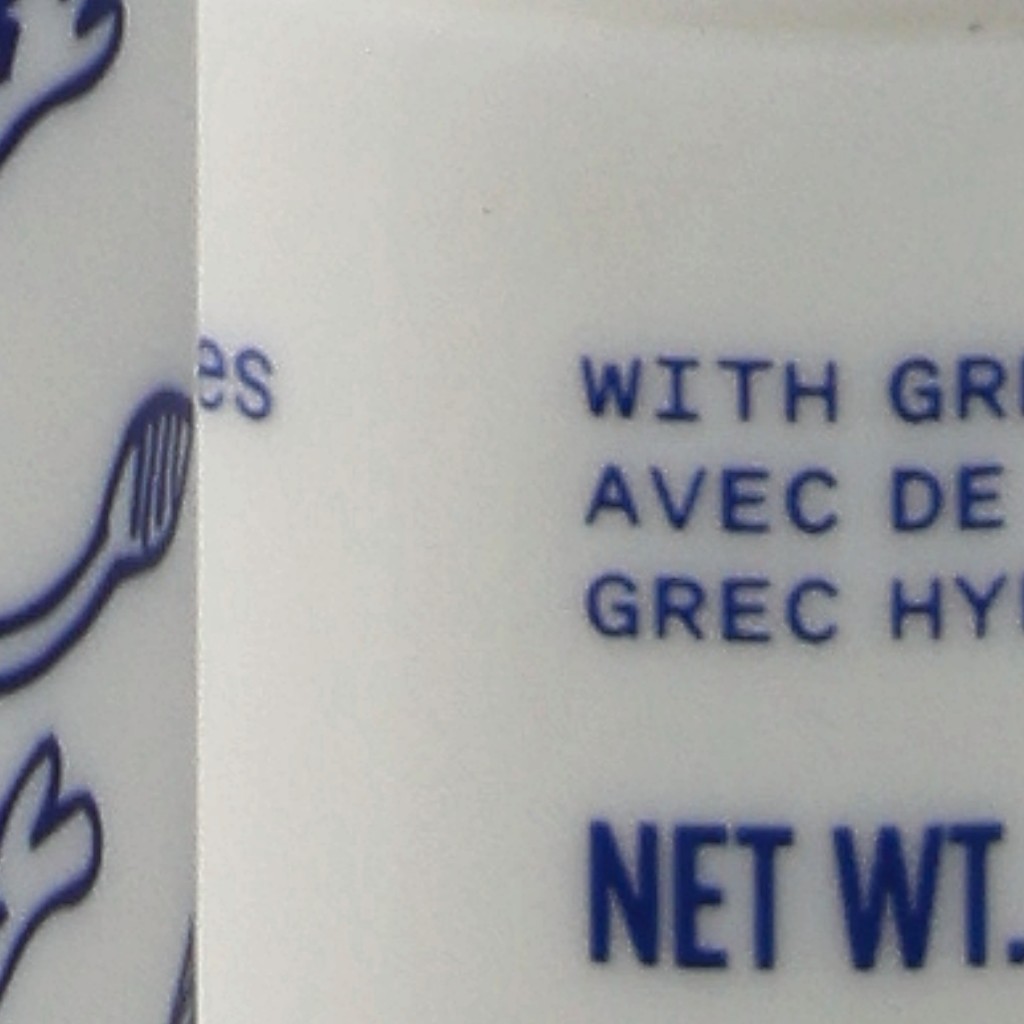 es
WITH GR
AVEC DE
GREC HY
NET WT.